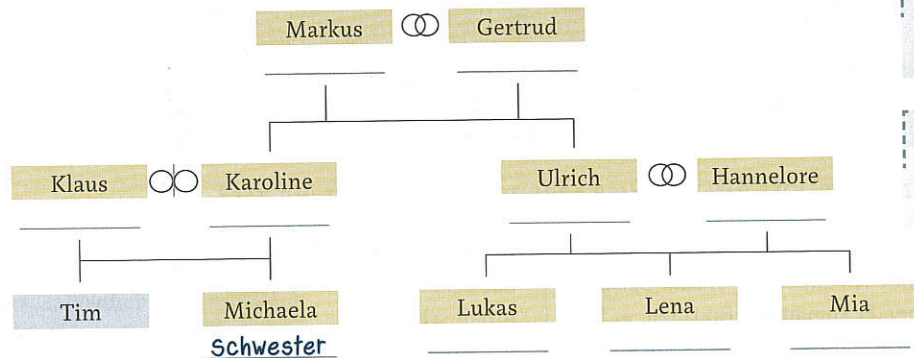 Markus Gertrud
Klaus Karoline Ulrich Hannelore
Tim Michaela Lukas Lena Mia
Schwester